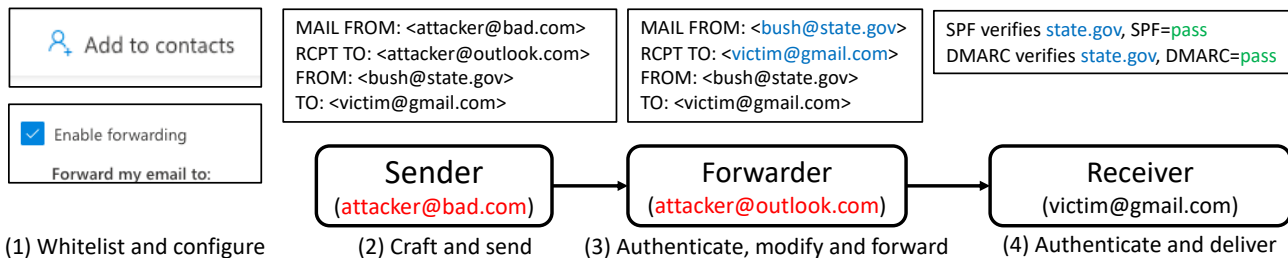 Add to contacts
Enable forwarding
Forward my email to:
(1) Whitelist and configure
MAIL FROM: <attacker@bad.com>
RCPT TO: <attacker@outlook.com>
FROM: <bush@state.gov>
TO: <victim@gmail.com>
Sender
(attacker@bad.com)
(2) Craft and send
MAIL FROM: <bush@state.gov>
RCPT TO: <victim@gmail.com>
FROM: <bush@state.gov>
TO: <victim@gmail.com>
Forwarder
(attacker@outlook.com)
(3) Authenticate, modify and forward
SPF verifies state.gov, SPF=pass
DMARC verifies state.gov, DMARC=pass
Receiver
(victim@gmail.com)
(4) Authenticate and deliver